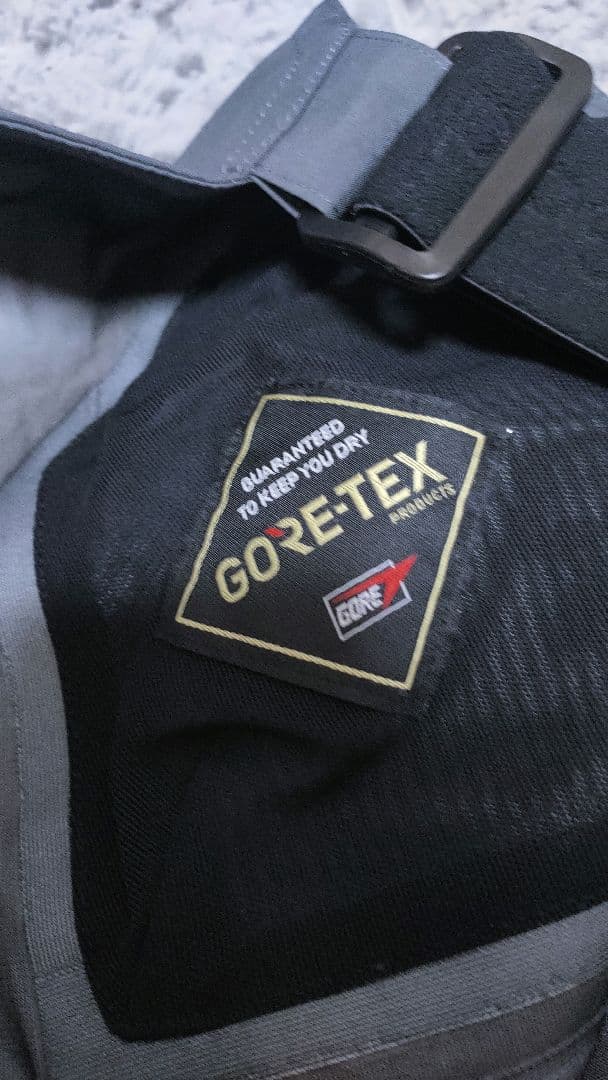 GUARANTEED
TO KEEP YOU DRY
GORE-TEX
PRODUCTS
GORE